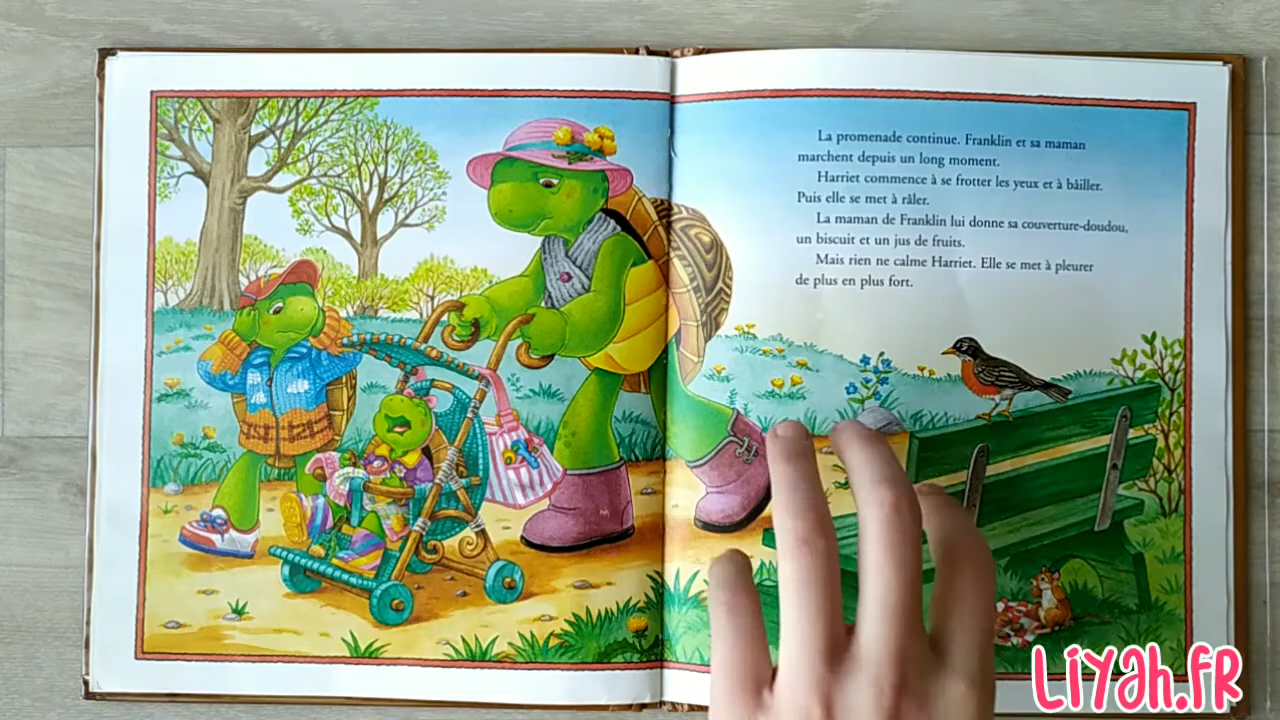 La promenade continue. Franklin et sa maman
marchent depuis un long moment.
Harriet commence à se frotter les yeux et à bâiller.
Puis elle se met à râler.
La maman de Franklin lui donne sa couverture-doudou,
un biscuit et un jus de fruits.
Mais rien ne calme Harriet. Elle se met à pleurer
de plus en plus fort.
Liyah.FR